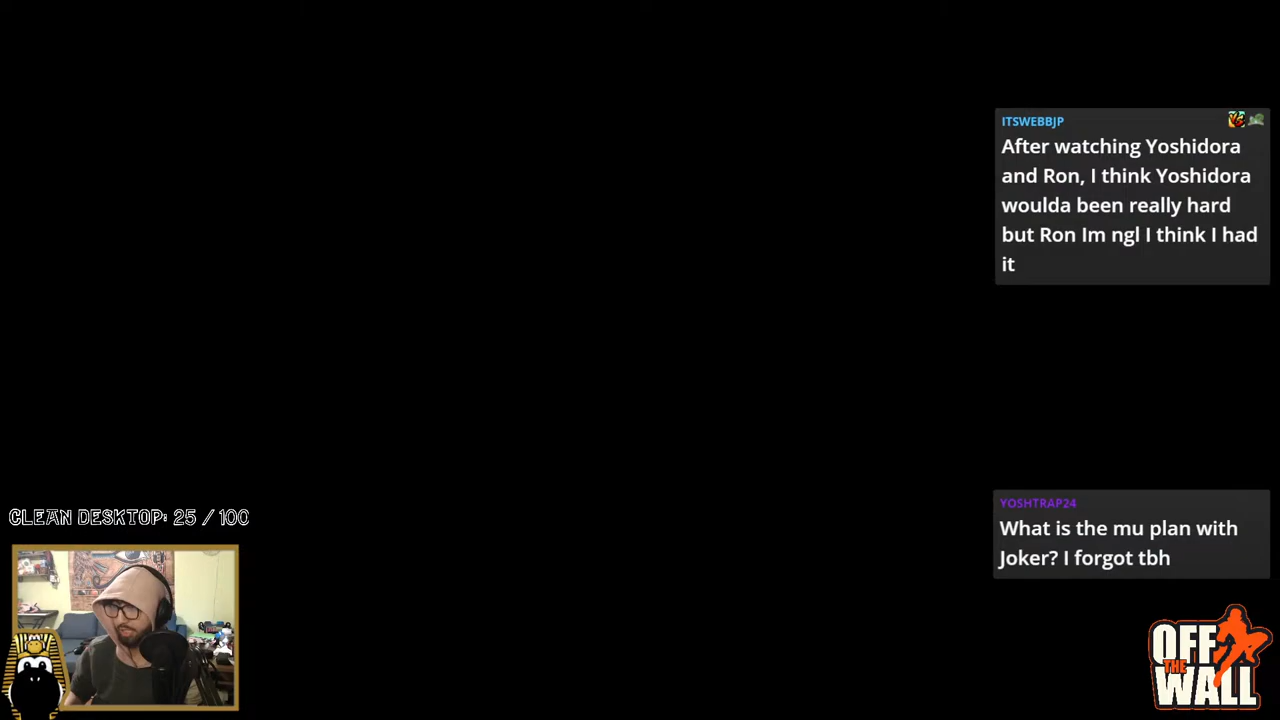 ITSWEBBJP
After watching Yoshidora
and Ron, I think Yoshidora
woulda been really hard
but Ron Im ngl I think I had
it
YOSHTRAP24
What is the mu plan with
Joker? I forgot tbh
CLEAN DESKTOP: 25 / 100
OFF
THE
WALL